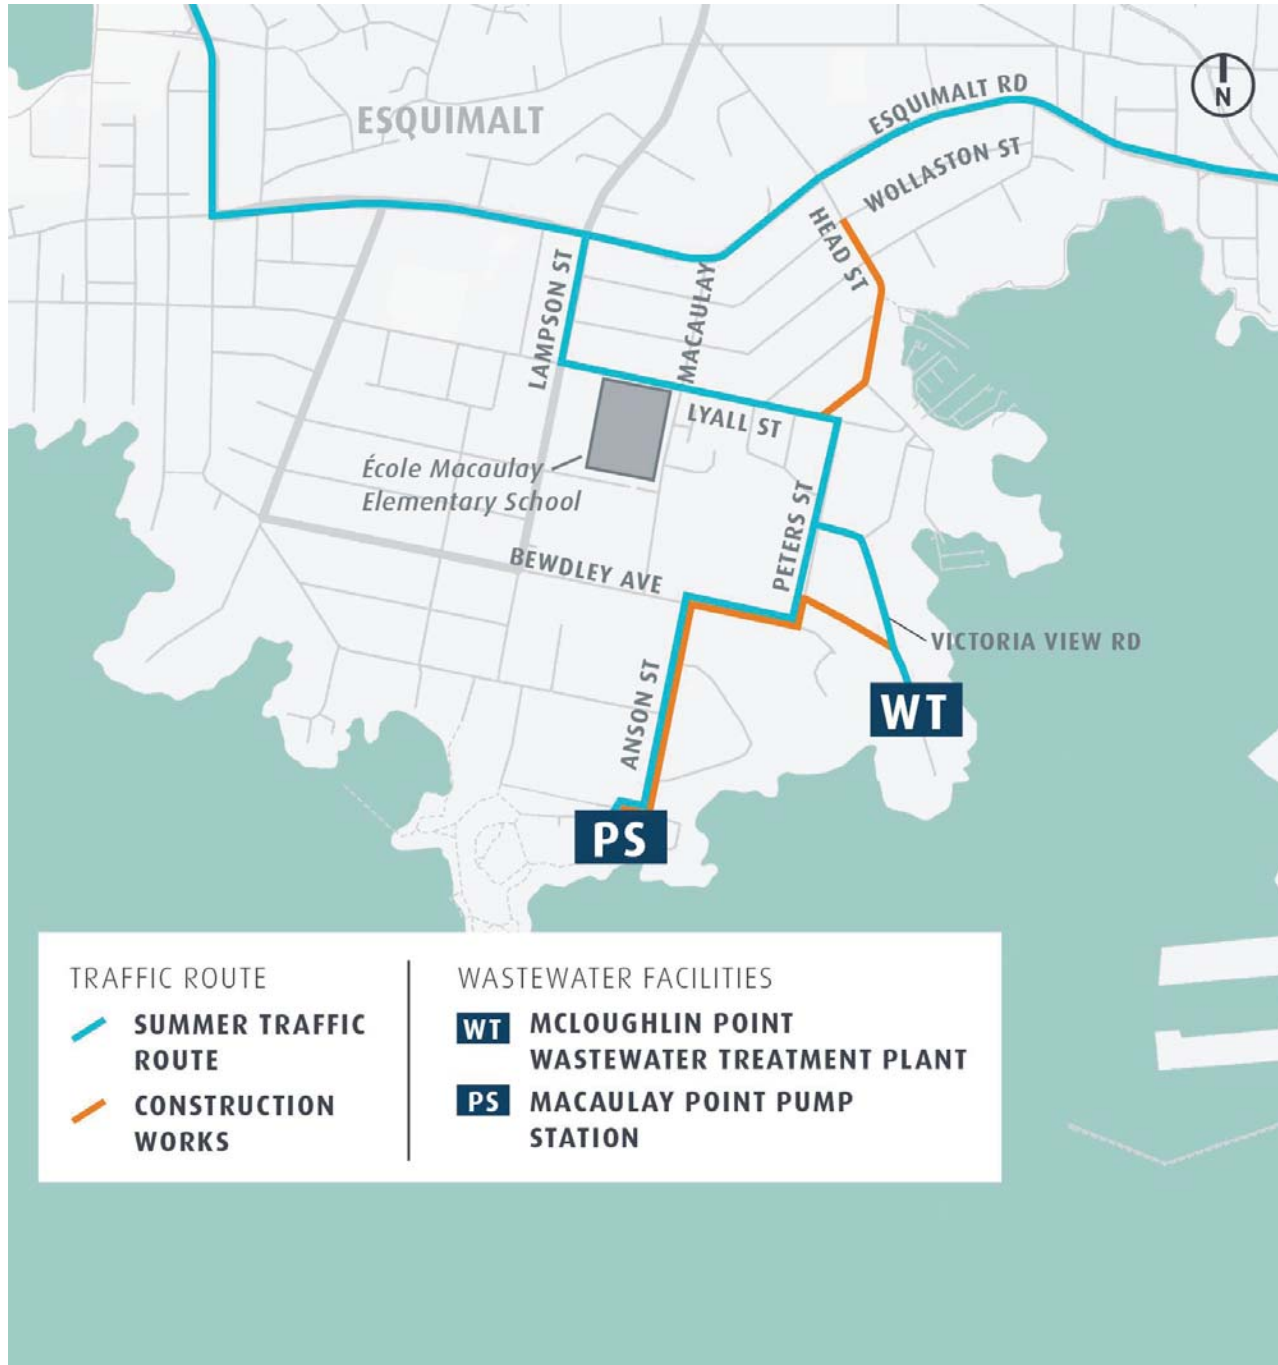 N
ESQUIMALT
ESQUIMALT RD
WOLLASTON ST
HEAD ST
LAMPSON ST
MACAULAY
LYALL ST
École Macaulay
Elementary School
PETERS ST
BEWDLEY AVE
VICTORIA VIEW RD
ANSON ST
WT
PS
TRAFFIC ROUTE
SUMMER TRAFFIC
ROUTE
CONSTRUCTION
WORKS
WASTEWATER FACILITIES
WT MCLOUGHLIN POINT
WASTEWATER TREATMENT PLANT
PS MACAULAY POINT PUMP
STATION